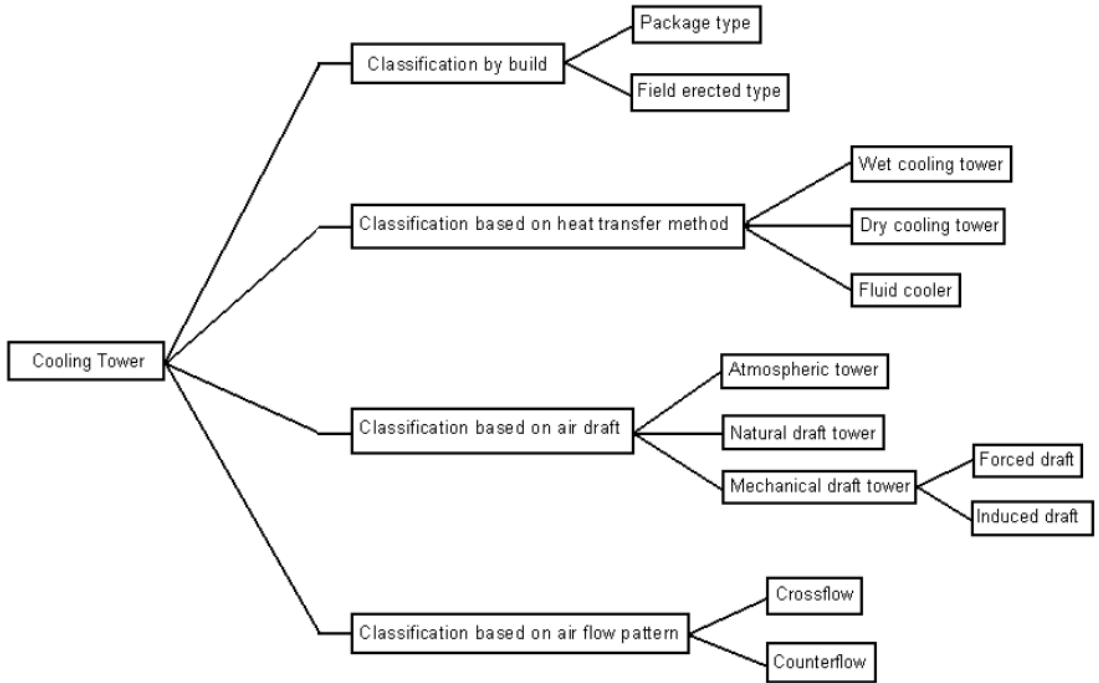 Package type
Classification by build
Field erected type
Wet cooling tower
Classification based on heat transfer method
Dry cooling tower
Fluid cooler
Cooling Tower
Atmospheric tower
Classification based on air draft
Natural draft tower
Forced draft
Mechanical draft tower
Induced draft
Crossflow
Classification based on air flow pattern
Counterflow